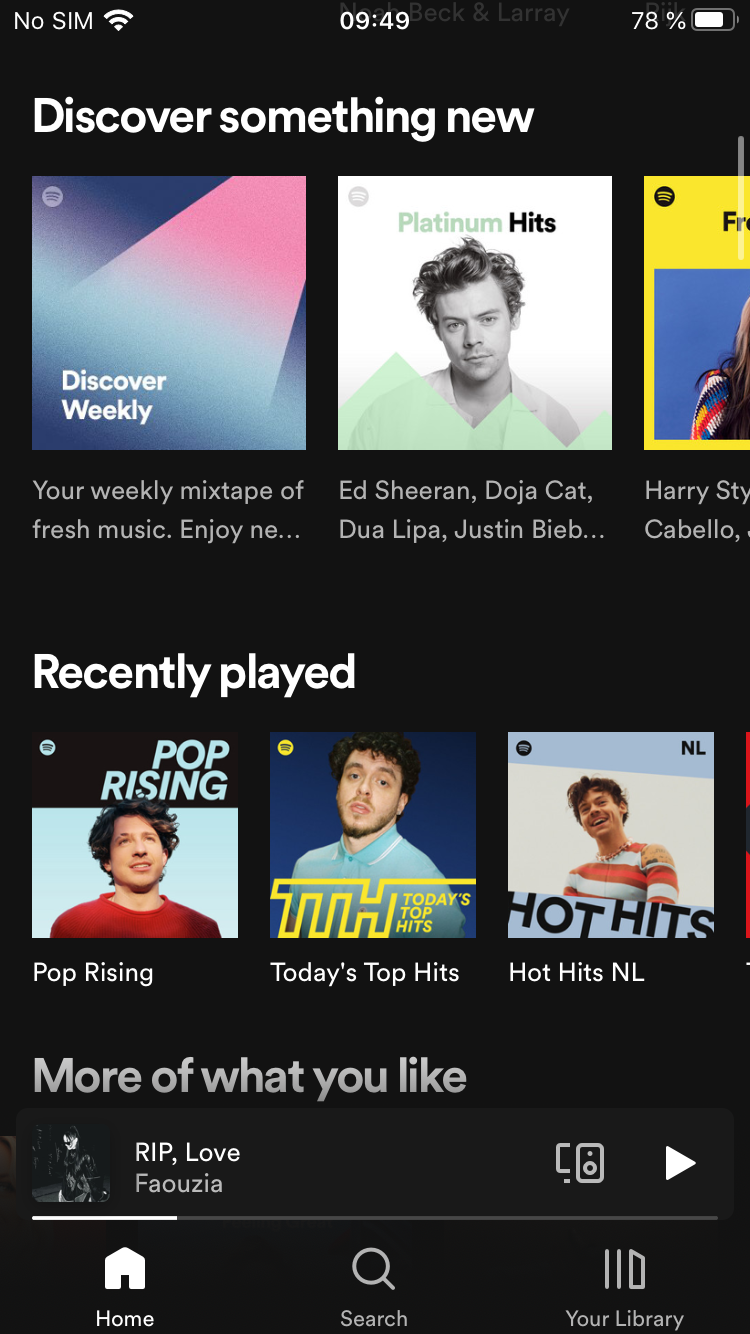 No SIM 09:49 78 %
Noah Beck & Larray
Discover something new
Platinum Hits
Discover
Weekly
Your weekly mixtape of
fresh music. Enjoy ne...
Ed Sheeran, Doja Cat,
Dua Lipa, Justin Bieb...
Harry Sty
Cabello,
Recently played
POP
RISING
TTH TODAY'S
TOP
HITS
NL
HOT HITS
Pop Rising
Today's Top Hits
Hot Hits NL
More of what you like
RIP, Love
Faouzia
Home
Search
Your Library